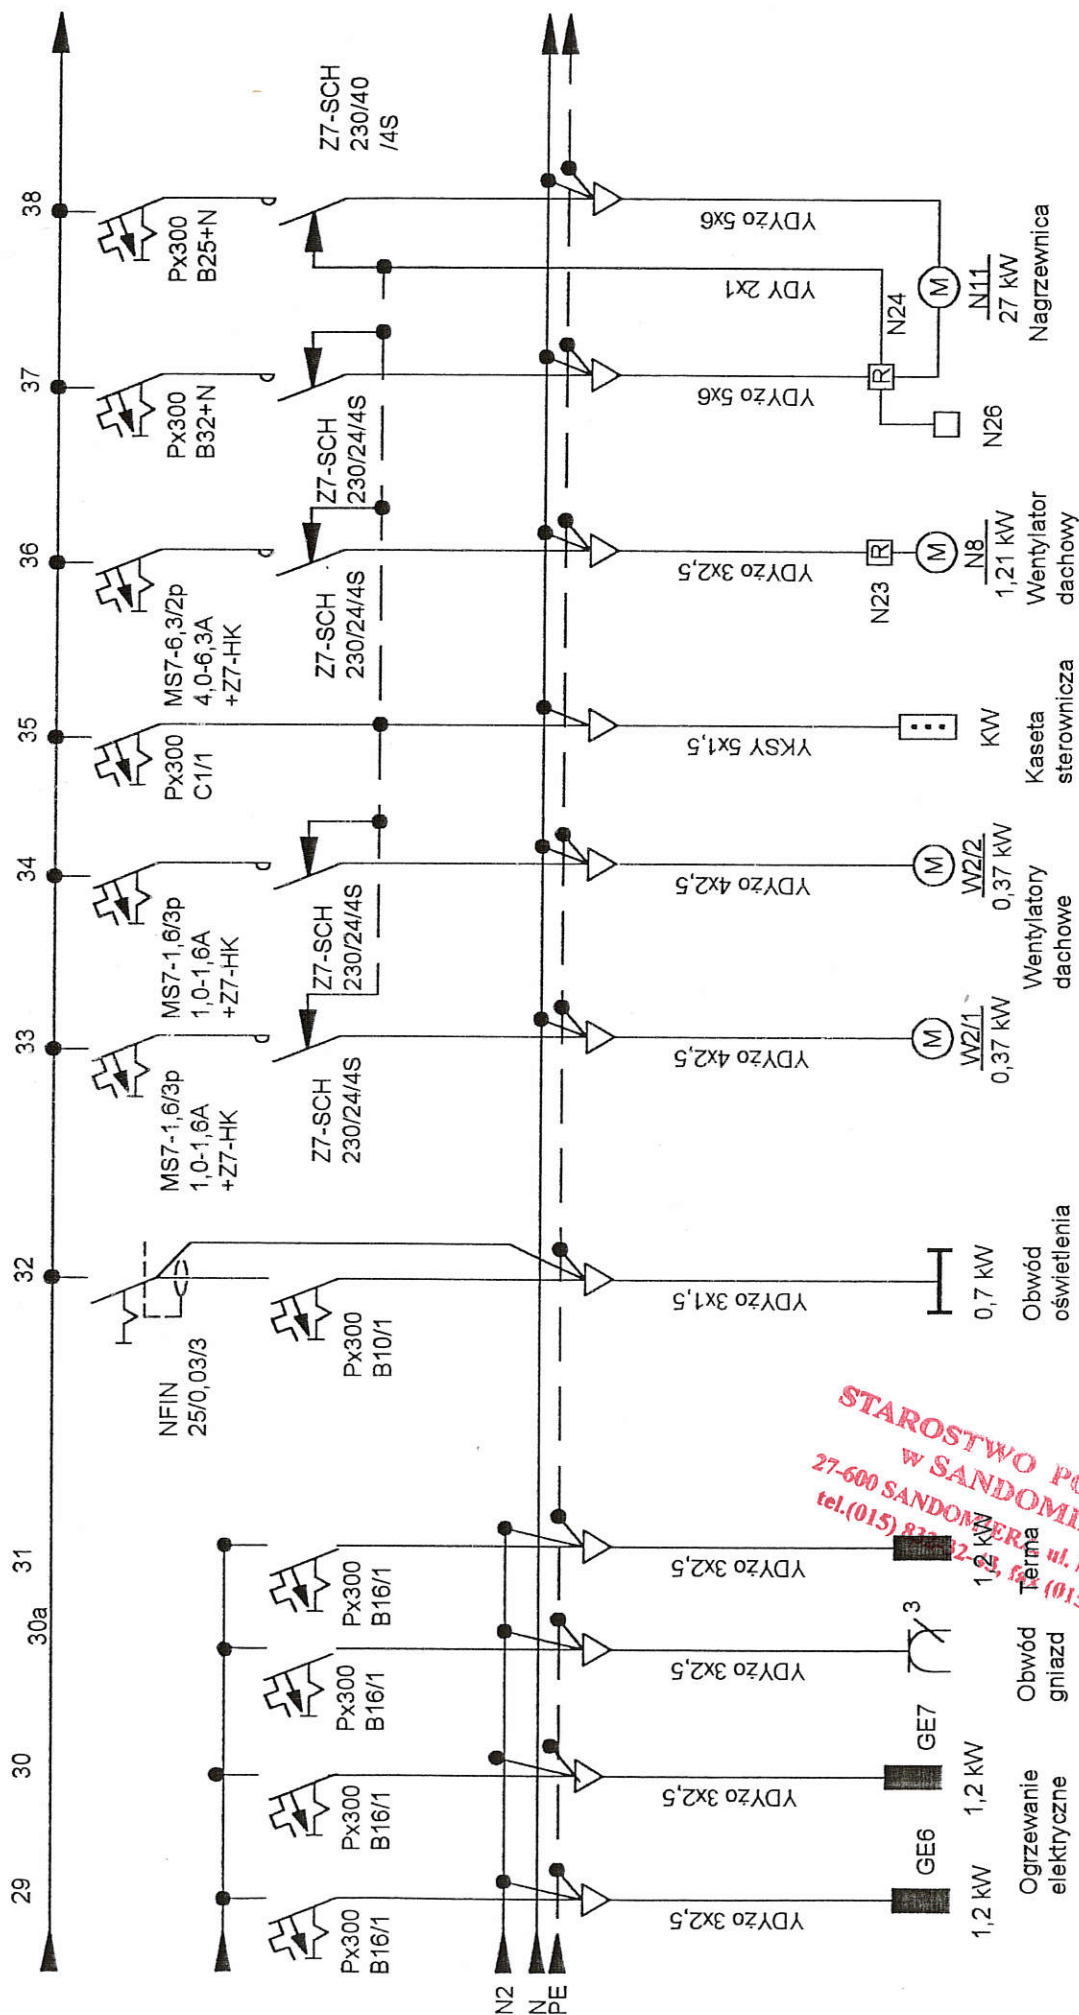 29
30
30a
31
32
33
34
35
36
37
38
Px300
B16/1
Px300
B16/1
Px300
B16/1
Px300
B16/1
NFIN
25/0,03/3
Px300
B10/1
MS7-1,6/3p
1,0-1,6A
+Z7-HK
MS7-1,6/3p
1,0-1,6A
+Z7-HK
Px300
C1/1
MS7-6,3/2p
4,0-6,3A
+Z7-HK
Px300
B32+N
Px300
B25+N
Z7-SCH
230/24/4S
Z7-SCH
230/24/4S
Z7-SCH
230/24/4S
Z7-SCH
230/24/4S
Z7-SCH
230/40
/4S
N2
N
PE
YDYżo 3x2,5
YDYżo 3x2,5
YDYżo 3x2,5
YDYżo 3x2,5
YDYżo 3x1,5
YDYżo 4x2,5
YDYżo 4x2,5
YKSY 5x1,5
YDYżo 3x2,5
YDYżo 5x6
YDY 2x1
YDYżo 5x6
GE6
1,2 kW
GE7
1,2 kW
Ogrzewanie
elektryczne
3
Obwód
gniazd
1,2 kW
Terma
0,7 kW
Obwód
oświetlenia
M
W2/1
0,37 kW
M
W2/2
0,37 kW
Wentylatory
dachowe
KW
Kaseta
sterownicza
N23
R
M
N8
1,21 kW
Wentylator
dachowy
N26
R
N24
M
N11
27 kW
Nagrzewnica
STAROSTWO
w SANDOMI
27-600 SANDOMIERZ, ul.
tel.(015)
fax (015